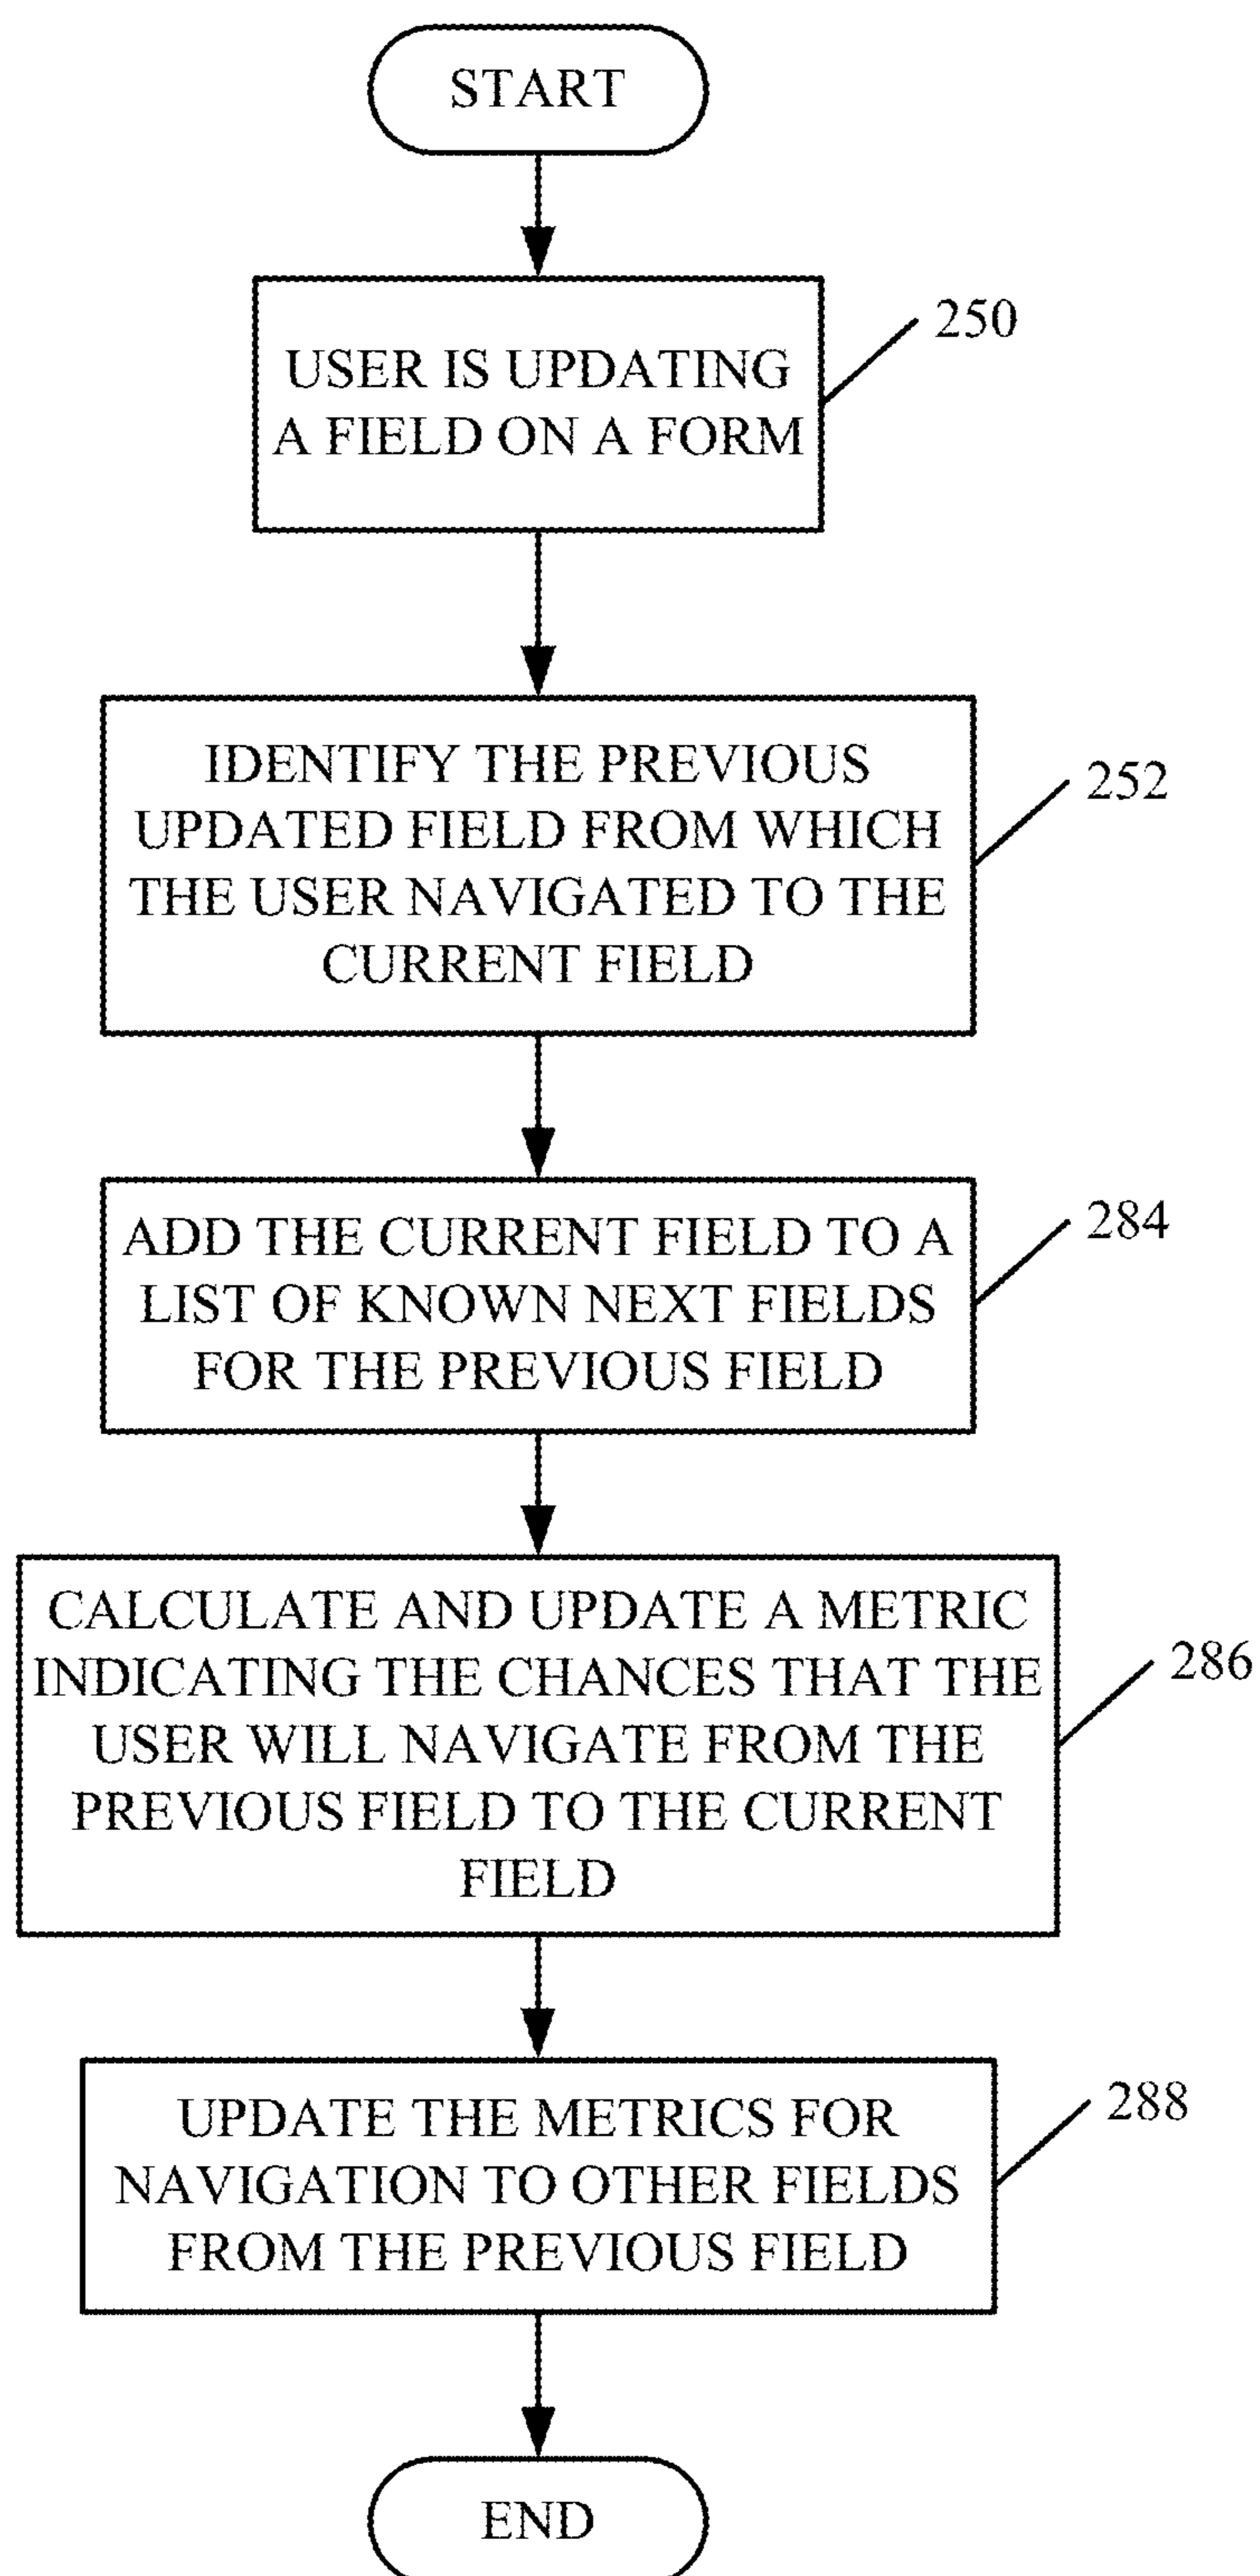 START
USER IS UPDATING
A FIELD ON A FORM
250
IDENTIFY THE PREVIOUS
UPDATED FIELD FROM WHICH
THE USER NAVIGATED TO THE
CURRENT FIELD
252
ADD THE CURRENT FIELD TO A
LIST OF KNOWN NEXT FIELDS
FOR THE PREVIOUS FIELD
284
CALCULATE AND UPDATE A METRIC
INDICATING THE CHANCES THAT THE
USER WILL NAVIGATE FROM THE
PREVIOUS FIELD TO THE CURRENT
FIELD
286
UPDATE THE METRICS FOR
NAVIGATION TO OTHER FIELDS
FROM THE PREVIOUS FIELD
288
END